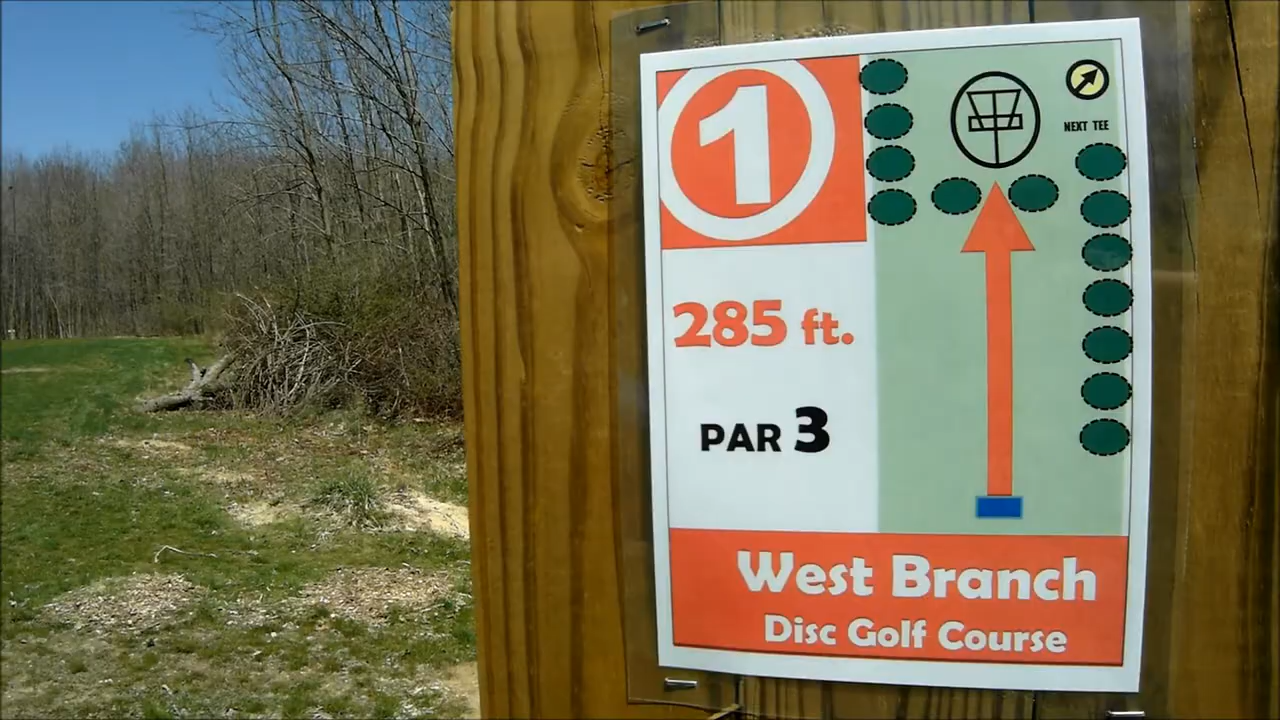 1
NEXT TEE
285 ft.
PAR 3
West Branch
Disc Golf Course